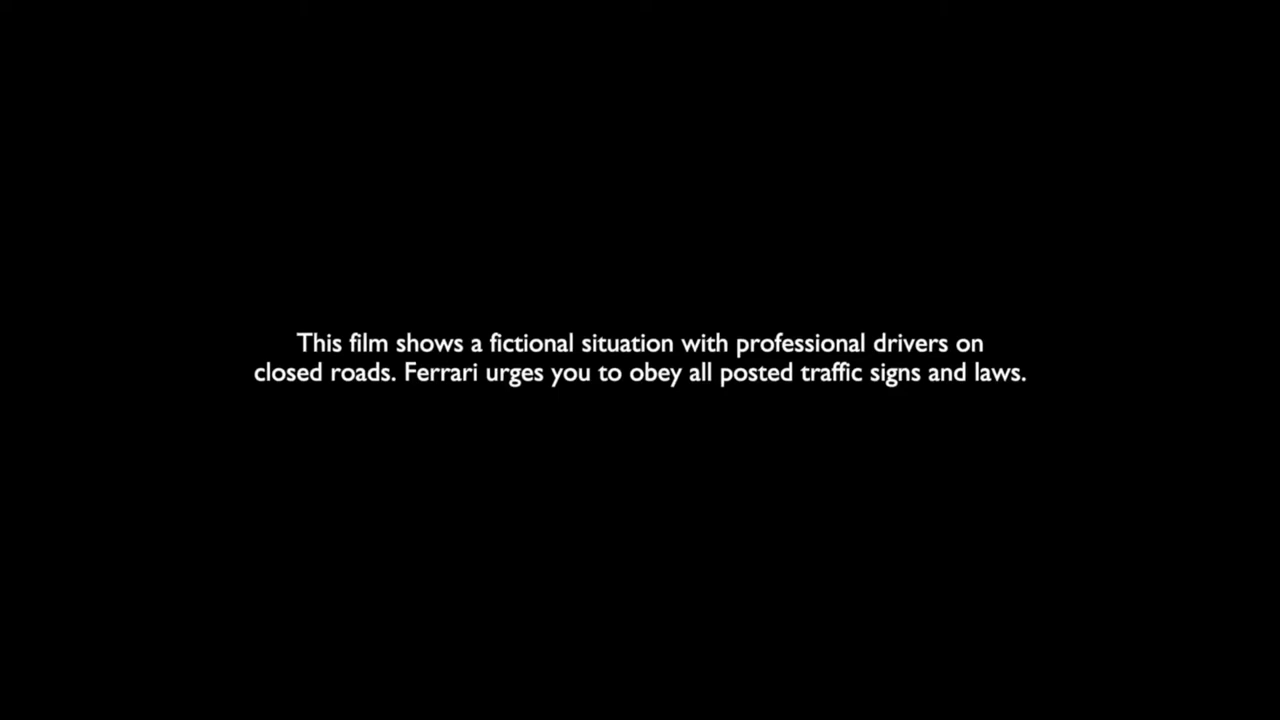 This film shows a fictional situation with professional drivers on
closed roads. Ferrari urges you to obey all posted traffic signs and laws.